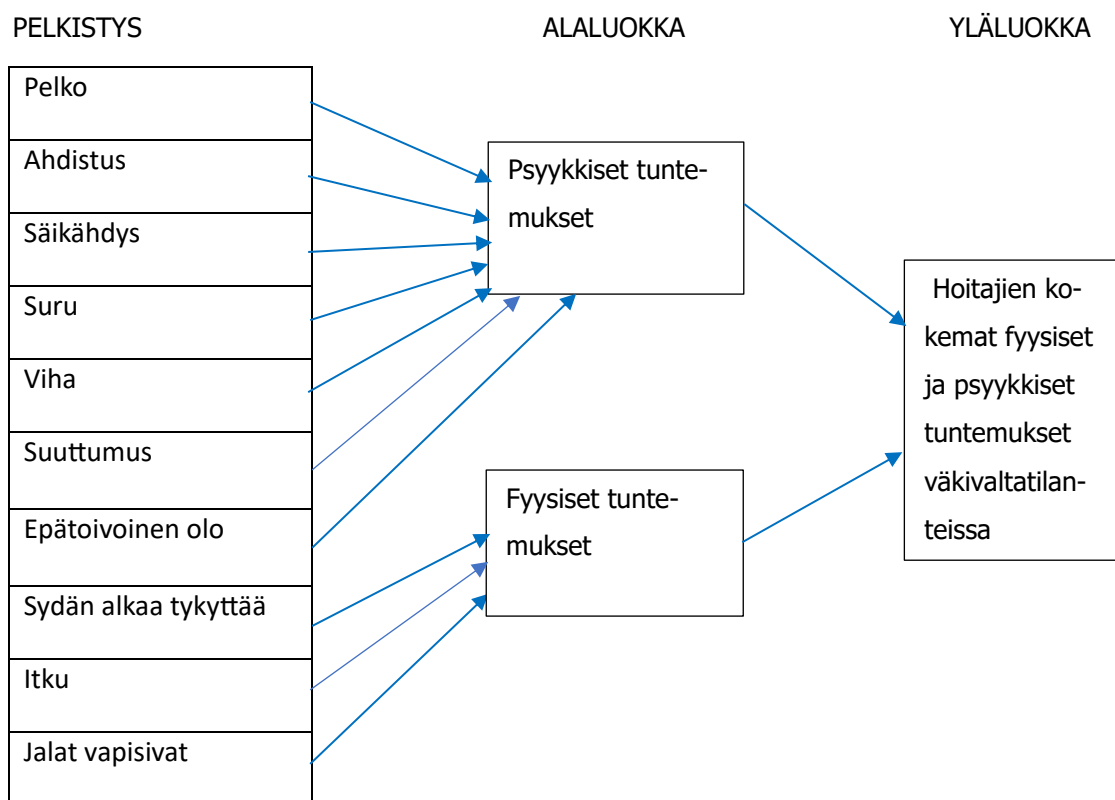 PELKISTYS ALALUOKKA YLÄLUOKKA
Pelko
Ahdistus
Säikähdys
Suru
Viha
Suuttumus
Epätoivoinen olo
Sydän alkaa tykyttää
Itku
Jalat vapisivat
Psyykkiset tunte-
mukset
Fyysiset tunte-
mukset
Hoitajien ko-
kemat fyysiset
ja psyykkiset
tuntemukset
väkivaltatilan-
teissa